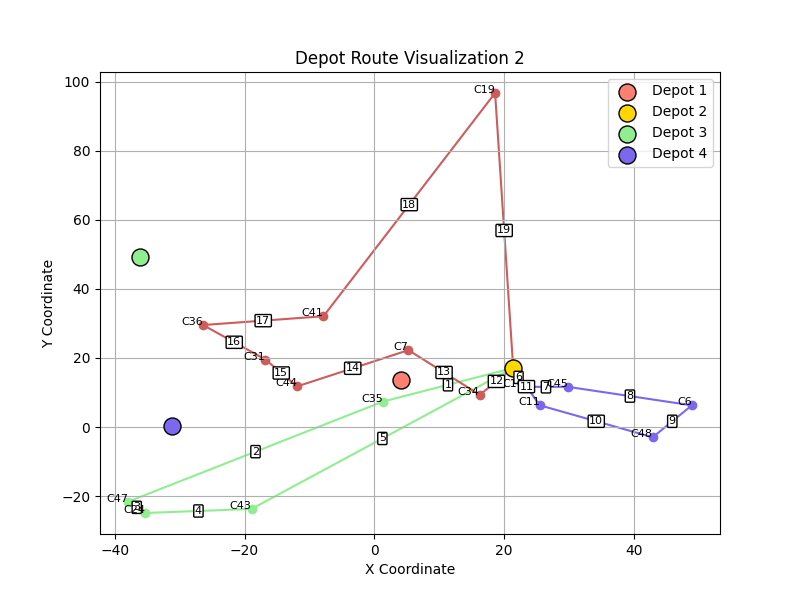 Depot Route Visualization 2
Depot 1
Depot 2
Depot 3
Depot 4
100
80
60
40
20
0
−20
Y Coordinate
−40
−20
0
20
40
X Coordinate
C19
18
19
C36
17
C41
16
C31
15
C44
14
C7
13
1
C34
12
6
11
7
C45
C11
8
C6
9
10
C48
C35
2
5
C47
4
C43